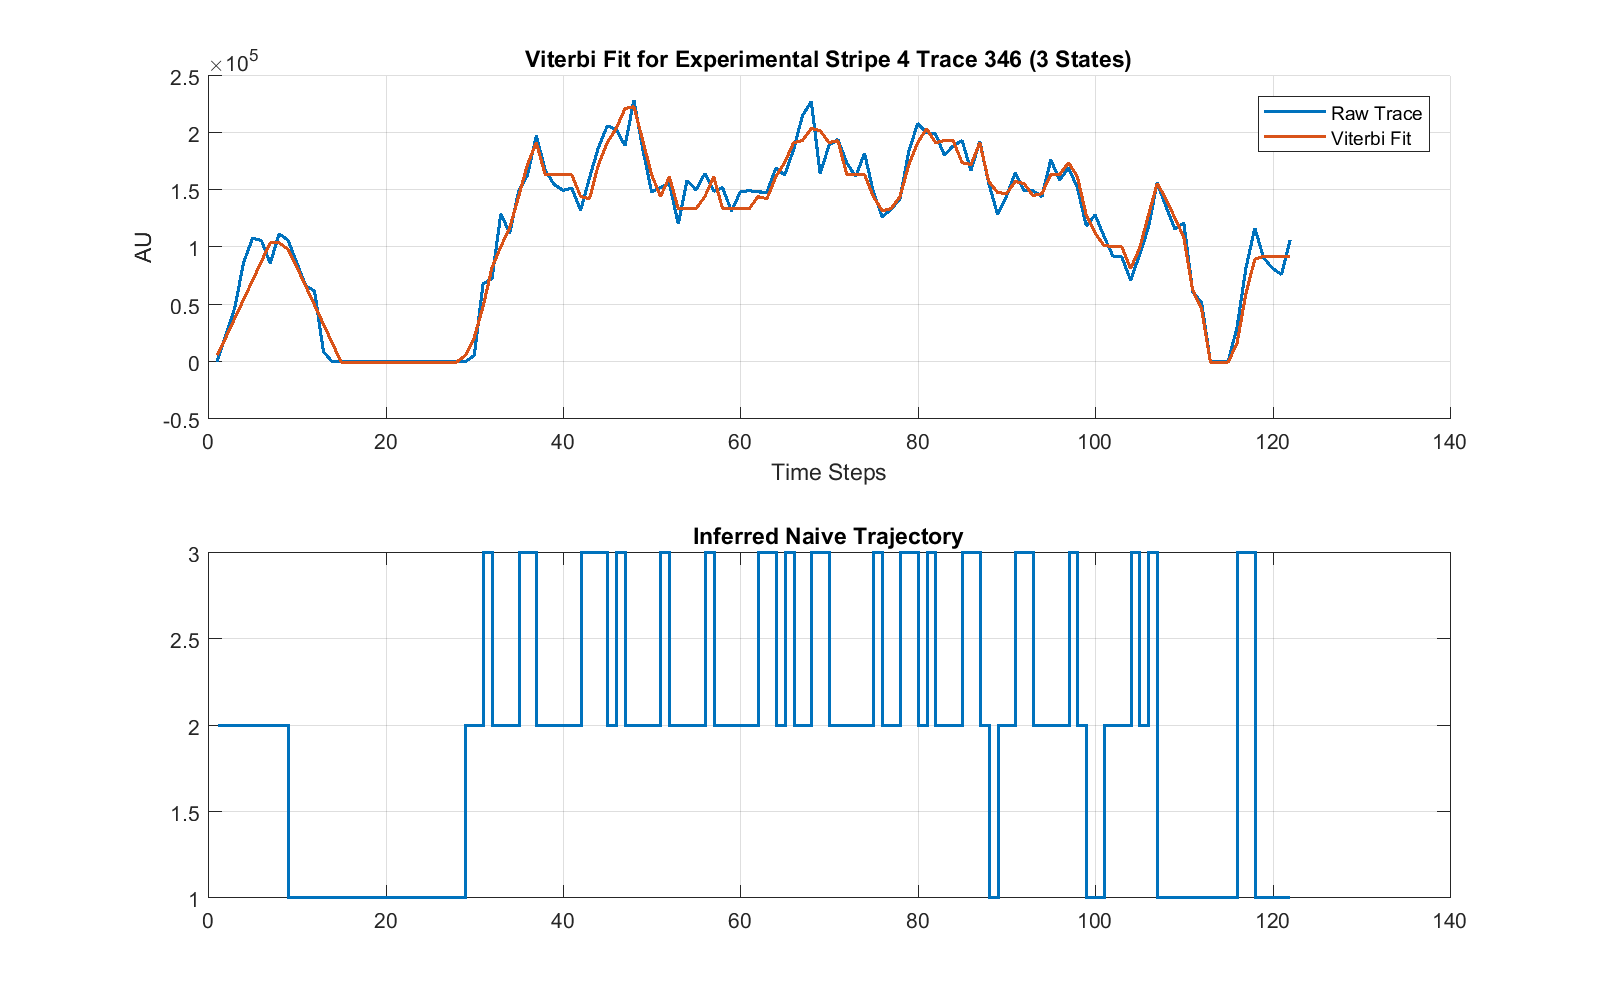 Viterbi Fit for Experimental Stripe 4 Trace 346 (3 States)
×10^5
2.5
2
1.5
1
0.5
0
-0.5
AU
Raw Trace
Viterbi Fit
0 20 40 60 80 100 120 140
Time Steps
Inferred Naive Trajectory
3
2.5
2
1.5
1
0 20 40 60 80 100 120 140